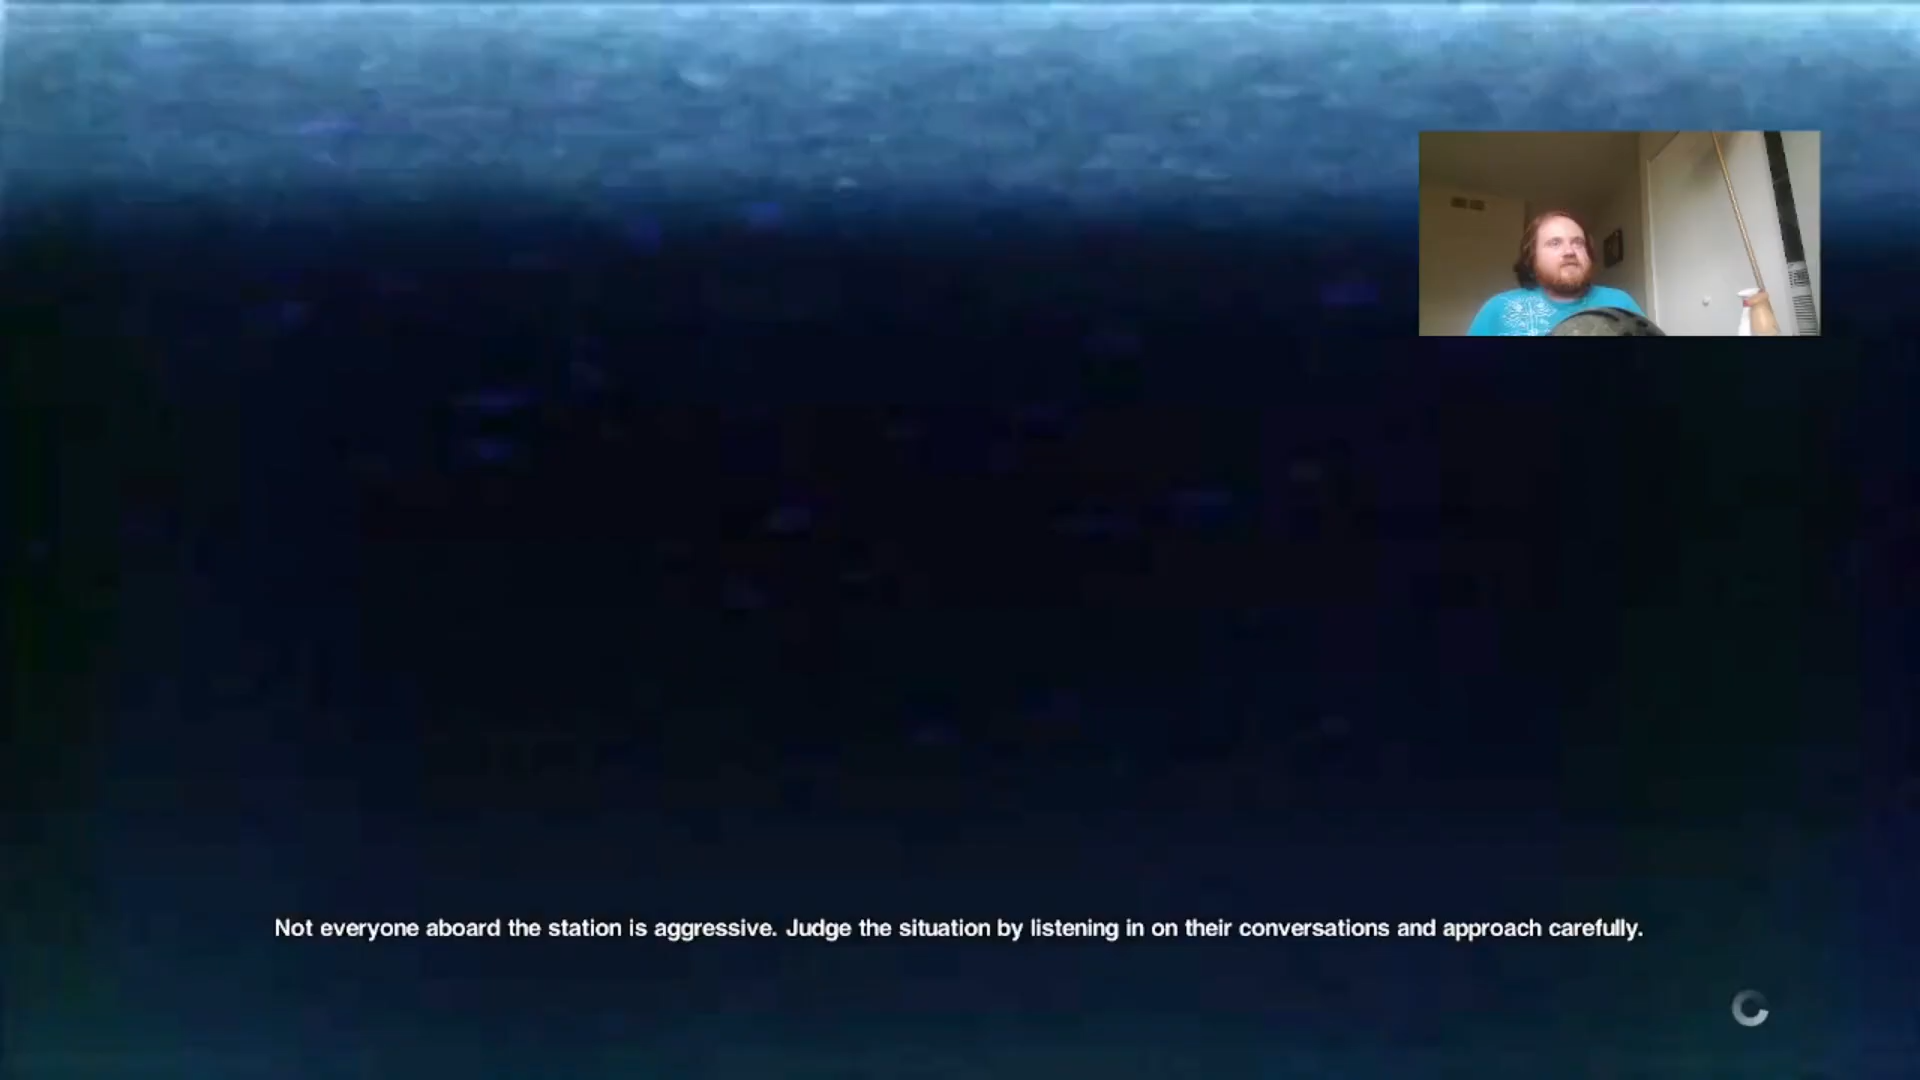 Not everyone aboard the station is aggressive. Judge the situation by listening in on their conversations and approach carefully.